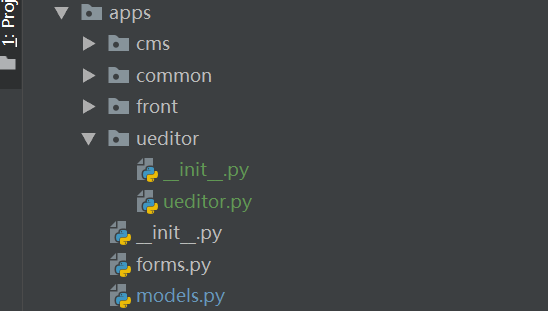 1: Proj
apps
cms
common
front
ueditor
__init__.py
ueditor.py
__init__.py
forms.py
models.py